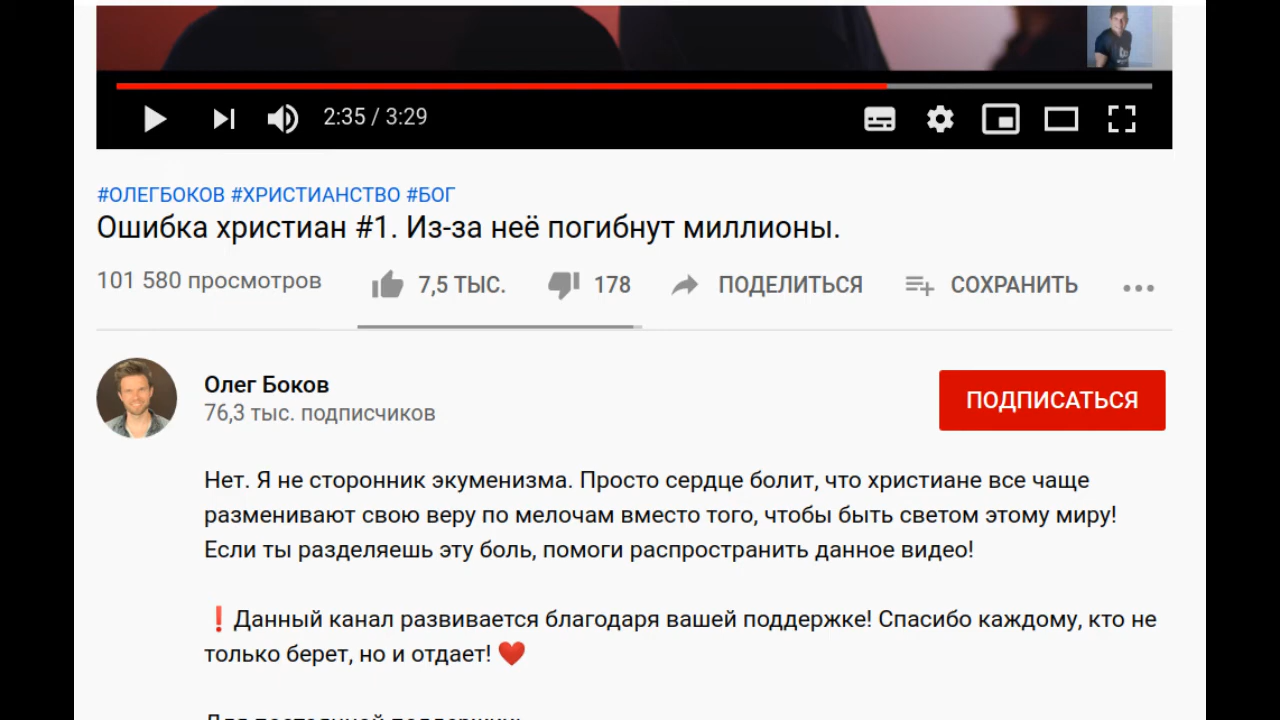 2:35 / 3:29
#ОЛЕГБОКОВ #ХРИСТИАНСТВО #БОГ
Ошибка христиан #1. Из-за неё погибнут миллионы.
101 580 просмотров 7,5 ТЫС. 178 ПОДЕЛИТЬСЯ СОХРАНИТЬ
Олег Боков
76,3 тыс. подписчиков
ПОДПИСАТЬСЯ
Нет. Я не сторонник экуменизма. Просто сердце болит, что христиане все чаще
разменивают свою веру по мелочам вместо того, чтобы быть светом этому миру!
Если ты разделяешь эту боль, помоги распространить данное видео!
❗Данный канал развивается благодаря вашей поддержке! Спасибо каждому, кто не
только берет, но и отдает! ❤️